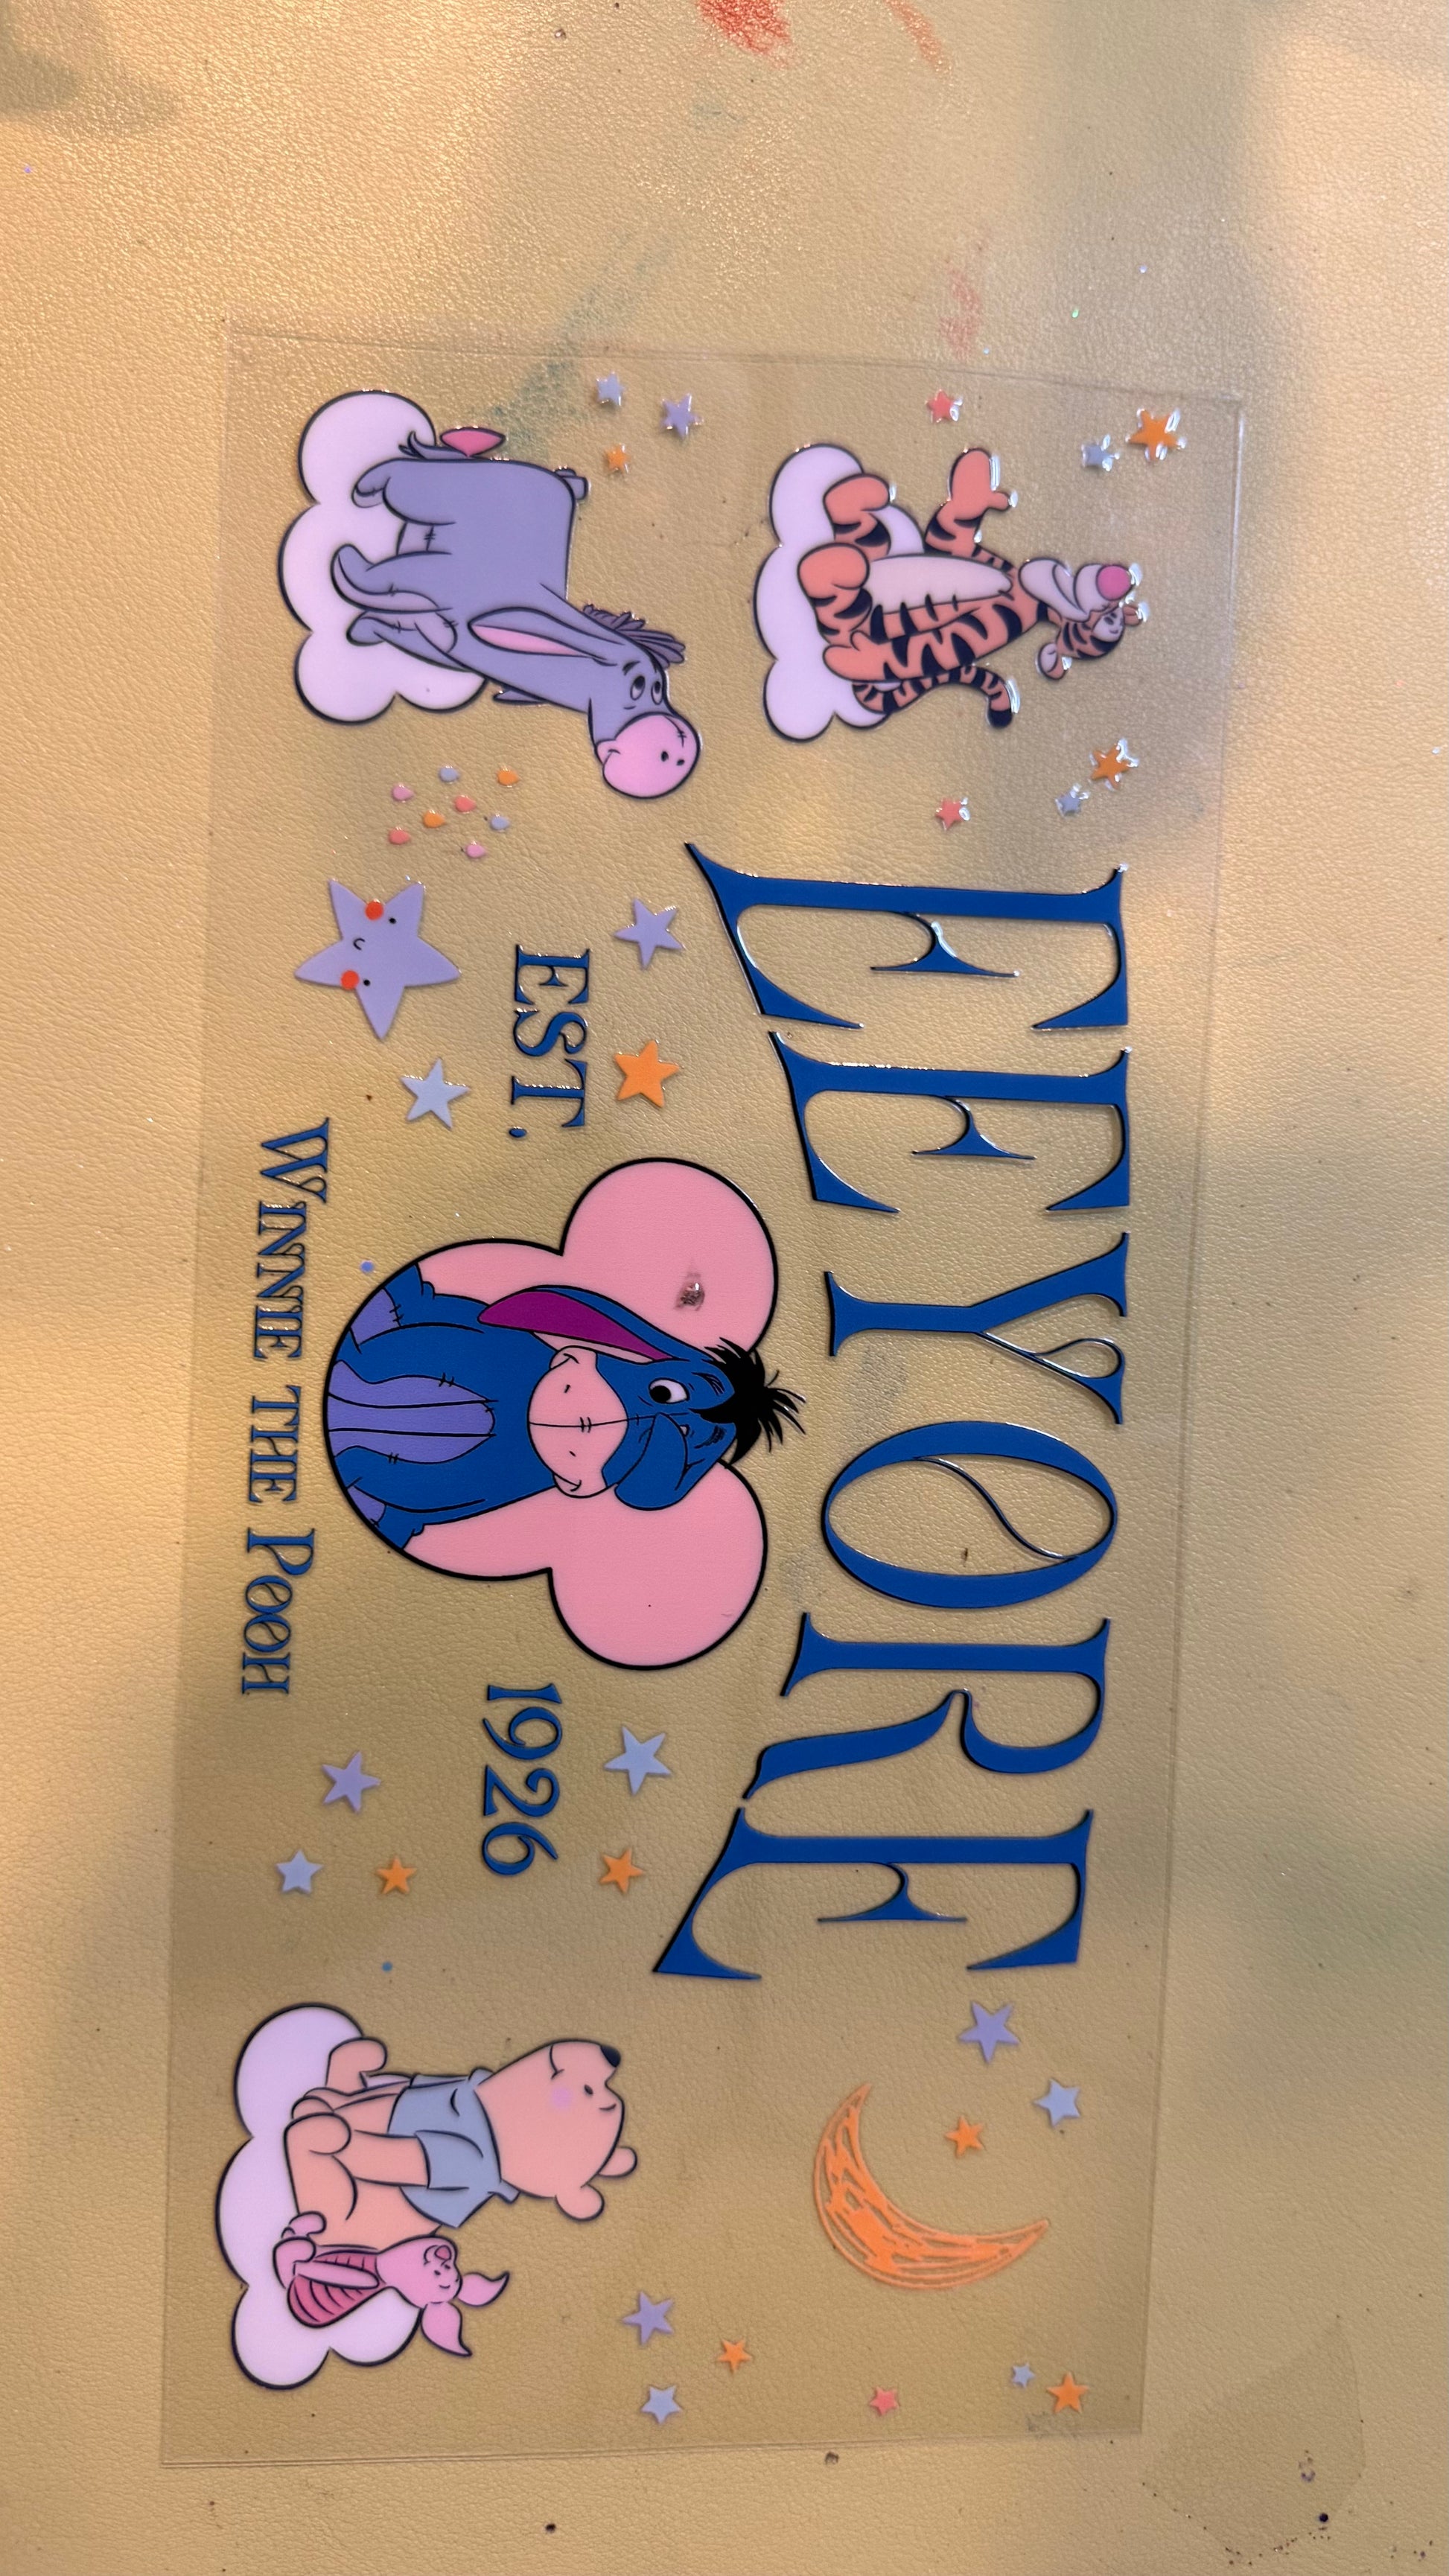 EEYORE
EST. 1926
WINNIE THE POOH